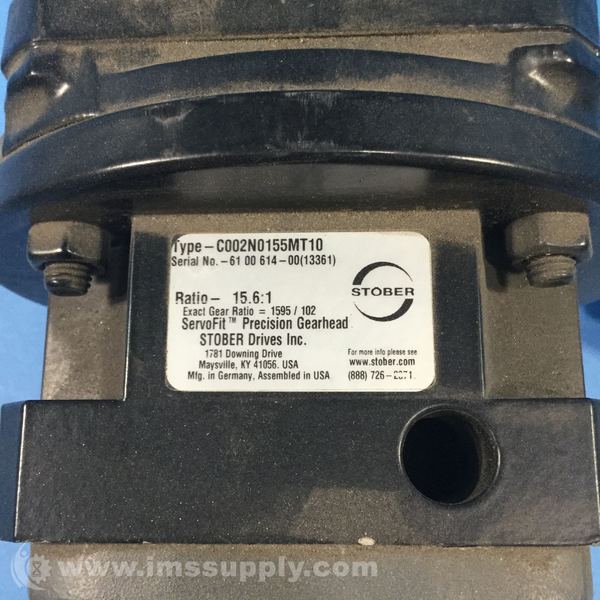 Type – C002N0155MT10
Serial No. –61 00 614 –00(13361)
STOBER
Ratio – 15.6:1
Exact Gear Ratio = 1595 / 102
ServoFit™ Precision Gearhead
STOBER Drives Inc.
1781 Downing Drive
Maysville, KY 41056. USA
Mfg. in Germany, Assembled in USA
For more info please see
www.stober.com
(888) 726-
www.imssupply.com